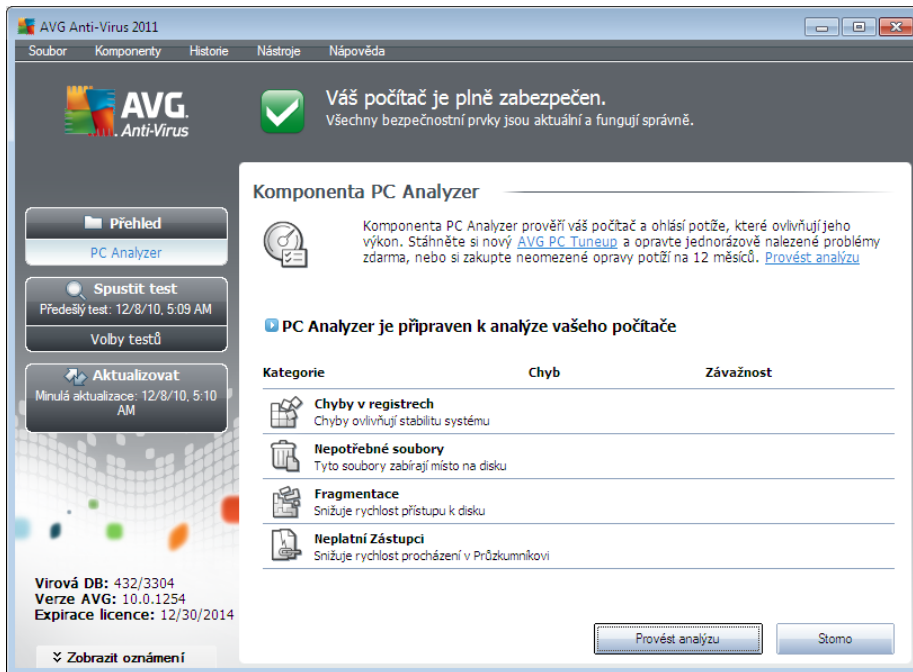 AVG Anti-Virus 2011
Soubor Komponenty Historie Nástroje Nápověda
AVG.
Anti-Virus
Váš počítač je plně zabezpečen.
Všechny bezpečnostní prvky jsou aktuální a fungují správně.
Přehled
PC Analyzer
Spustit test
Předešlý test: 12/8/10, 5:09 AM
Volby testů
Aktualizovat
Minulá aktualizace: 12/8/10, 5:10
AM
Virová DB: 432/3304
Verze AVG: 10.0.1254
Expirace licence: 12/30/2014
Zobrazit oznámení
Komponenta PC Analyzer
Komponenta PC Analyzer prověří váš počítač a ohlásí potíže, které ovlivňují jeho
výkon. Stáhněte si nový AVG PC Tuneup a opravte jednorázově nalezené problémy
zdarma, nebo si zakupte neomezené opravy potíží na 12 měsíců. Provést analýzu
PC Analyzer je připraven k analýze vašeho počítače
Kategorie Chyb Závažnost
Chyby v registrech
Chyby ovlivňují stabilitu systému
Nepotřebné soubory
Tyto soubory zabírají místo na disku
Fragmentace
Snižuje rychlost přístupu k disku
Neplatní Zástupci
Snižuje rychlost procházení v Průzkumníkovi
Provést analýzu Storno